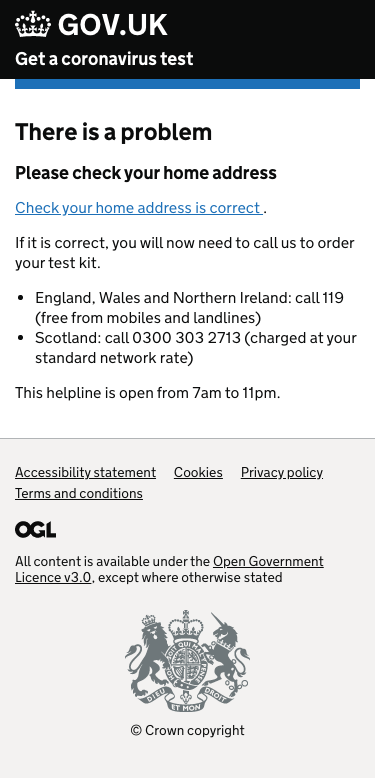 GOV.UK
Get a coronavirus test
There is a problem
Please check your home address
Check your home address is correct .
If it is correct, you will now need to call us to order
your test kit.
• England, Wales and Northern Ireland: call 119
(free from mobiles and landlines)
• Scotland: call 0300 303 2713 (charged at your
standard network rate)
This helpline is open from 7am to 11pm.
Accessibility statement Cookies Privacy policy
Terms and conditions
OGL
All content is available under the Open Government
Licence v3.0, except where otherwise stated
DIEU ET MON DROIT
© Crown copyright